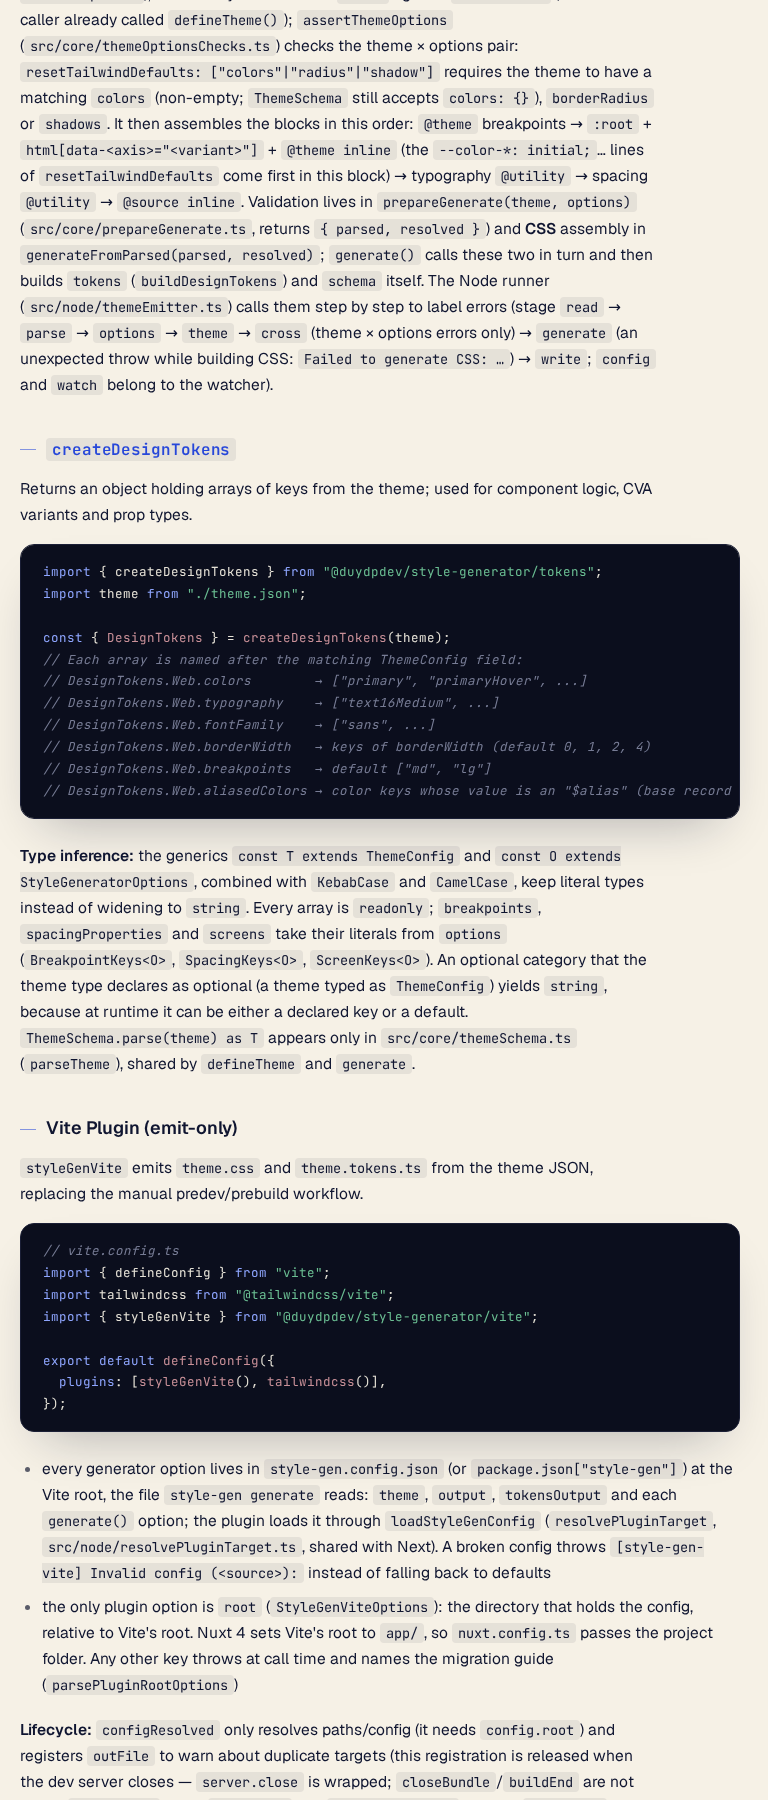 caller already called defineTheme() ); assertThemeOptions
( src/core/themeOptionsChecks.ts ) checks the theme × options pair:
resetTailwindDefaults: ["colors"|"radius"|"shadow"] requires the theme to have a
matching colors (non-empty; ThemeSchema still accepts colors: {} ), borderRadius
or shadows . It then assembles the blocks in this order: @theme breakpoints → :root +
html[data-<axis>="<variant>"] + @theme inline (the --color-*: initial; … lines
of resetTailwindDefaults come first in this block) → typography @utility → spacing
@utility → @source inline . Validation lives in prepareGenerate(theme, options)
( src/core/prepareGenerate.ts , returns { parsed, resolved } ) and CSS assembly in
generateFromParsed(parsed, resolved) ; generate() calls these two in turn and then
builds tokens ( buildDesignTokens ) and schema itself. The Node runner
( src/node/themeEmitter.ts ) calls them step by step to label errors (stage read →
parse → options → theme → cross (theme × options errors only) → generate (an
unexpected throw while building CSS: Failed to generate CSS: … ) → write ; config
and watch belong to the watcher).
— createDesignTokens
Returns an object holding arrays of keys from the theme; used for component logic, CVA
variants and prop types.
import { createDesignTokens } from "@duydpdev/style-generator/tokens";
import theme from "./theme.json";
const { DesignTokens } = createDesignTokens(theme);
// Each array is named after the matching ThemeConfig field:
// DesignTokens.Web.colors        → ["primary", "primaryHover", ...]
// DesignTokens.Web.typography    → ["text16Medium", ...]
// DesignTokens.Web.fontFamily    → ["sans", ...]
// DesignTokens.Web.borderWidth   → keys of borderWidth (default 0, 1, 2, 4)
// DesignTokens.Web.breakpoints   → default ["md", "lg"]
// DesignTokens.Web.aliasedColors → color keys whose value is an "$alias" (base record
Type inference: the generics const T extends ThemeConfig and const O extends
StyleGeneratorOptions , combined with KebabCase and CamelCase , keep literal types
instead of widening to string . Every array is readonly ; breakpoints ,
spacingProperties and screens take their literals from options
( BreakpointKeys<O> , SpacingKeys<O> , ScreenKeys<O> ). An optional category that the
theme type declares as optional (a theme typed as ThemeConfig ) yields string ,
because at runtime it can be either a declared key or a default.
ThemeSchema.parse(theme) as T appears only in src/core/themeSchema.ts
( parseTheme ), shared by defineTheme and generate .
— Vite Plugin (emit-only)
styleGenVite emits theme.css and theme.tokens.ts from the theme JSON,
replacing the manual predev/prebuild workflow.
// vite.config.ts
import { defineConfig } from "vite";
import tailwindcss from "@tailwindcss/vite";
import { styleGenVite } from "@duydpdev/style-generator/vite";
export default defineConfig({
  plugins: [styleGenVite(), tailwindcss()],
});
• every generator option lives in style-gen.config.json (or package.json["style-gen"] ) at the
Vite root, the file style-gen generate reads: theme , output , tokensOutput and each
generate() option; the plugin loads it through loadStyleGenConfig ( resolvePluginTarget ,
src/node/resolvePluginTarget.ts , shared with Next). A broken config throws [style-gen-
vite] Invalid config (<source>): instead of falling back to defaults
• the only plugin option is root ( StyleGenViteOptions ): the directory that holds the config,
relative to Vite's root. Nuxt 4 sets Vite's root to app/ , so nuxt.config.ts passes the project
folder. Any other key throws at call time and names the migration guide
( parsePluginRootOptions )
Lifecycle: configResolved only resolves paths/config (it needs config.root ) and
registers outFile to warn about duplicate targets (this registration is released when
the dev server closes — server.close is wrapped; closeBundle / buildEnd are not